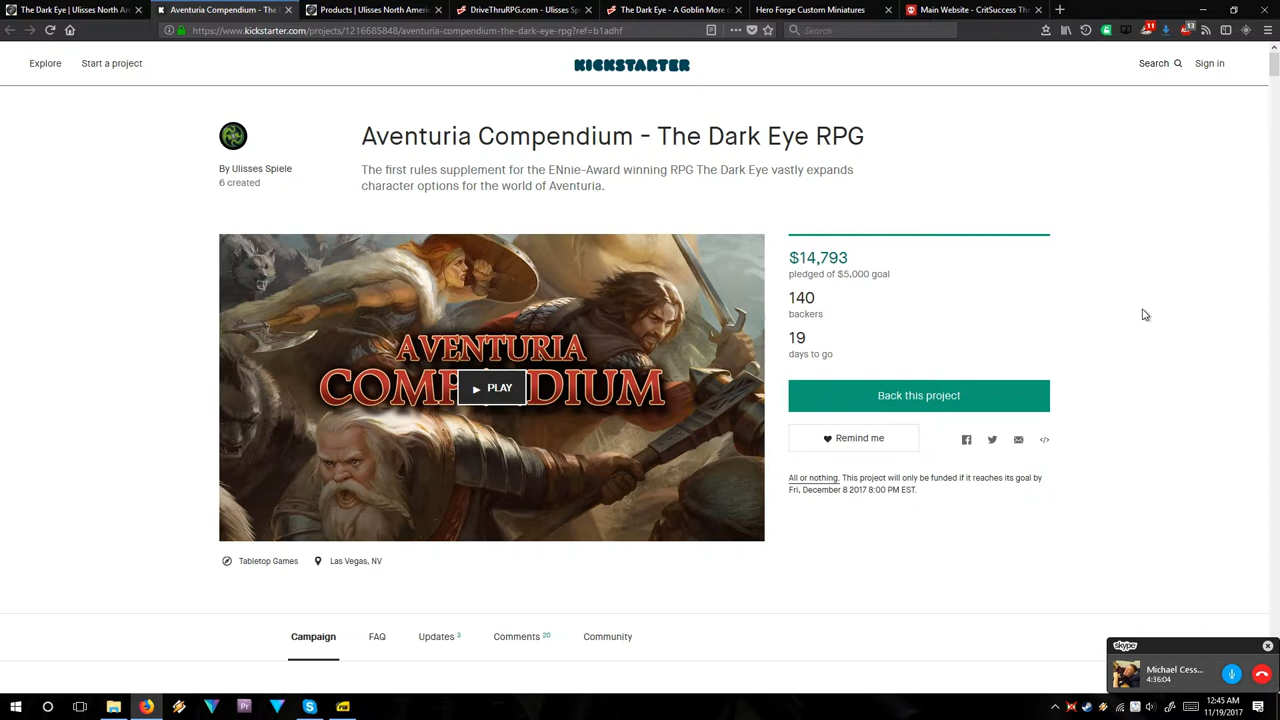 The Dark Eye | Ulisses North Am
Aventuria Compendium - The
Products | Ulisses North Americ
DriveThruRPG.com - Ulisses Sp
The Dark Eye - A Goblin More o
Hero Forge Custom Miniatures
Main Website - CritSuccess The
https://www.kickstarter.com/projects/1216685848/aventuria-compendium-the-dark-eye-rpg?ref=b1adhf
Search
11
13
Explore
Start a project
KICKSTARTER
Search
Sign in
By Ulisses Spiele
6 created
Aventuria Compendium - The Dark Eye RPG
The first rules supplement for the ENnie-Award winning RPG The Dark Eye vastly expands
character options for the world of Aventuria.
AVENTURIA
COMPENDIUM
PLAY
$14,793
pledged of $5,000 goal
140
backers
19
days to go
Back this project
Remind me
All or nothing. This project will only be funded if it reaches its goal by
Fri, December 8 2017 8:00 PM EST.
Tabletop Games
Las Vegas, NV
Campaign
FAQ
Updates 3
Comments 20
Community
skype
Michael Cess...
4:36:04
12:45 AM
11/19/2017